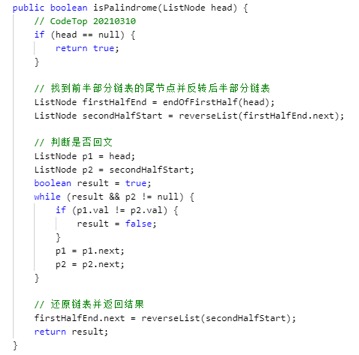 public boolean isPalindrome(ListNode head) {
    // CodeTop 20210310
    if (head == null) {
        return true;
    }

    // 找到前半部分链表的尾节点并反转后半部分链表
    ListNode firstHalfEnd = endOfFirstHalf(head);
    ListNode secondHalfStart = reverseList(firstHalfEnd.next);

    // 判断是否回文
    ListNode p1 = head;
    ListNode p2 = secondHalfStart;
    boolean result = true;
    while (result && p2 != null) {
        if (p1.val != p2.val) {
            result = false;
        }
        p1 = p1.next;
        p2 = p2.next;
    }

    // 还原链表并返回结果
    firstHalfEnd.next = reverseList(secondHalfStart);
    return result;
}